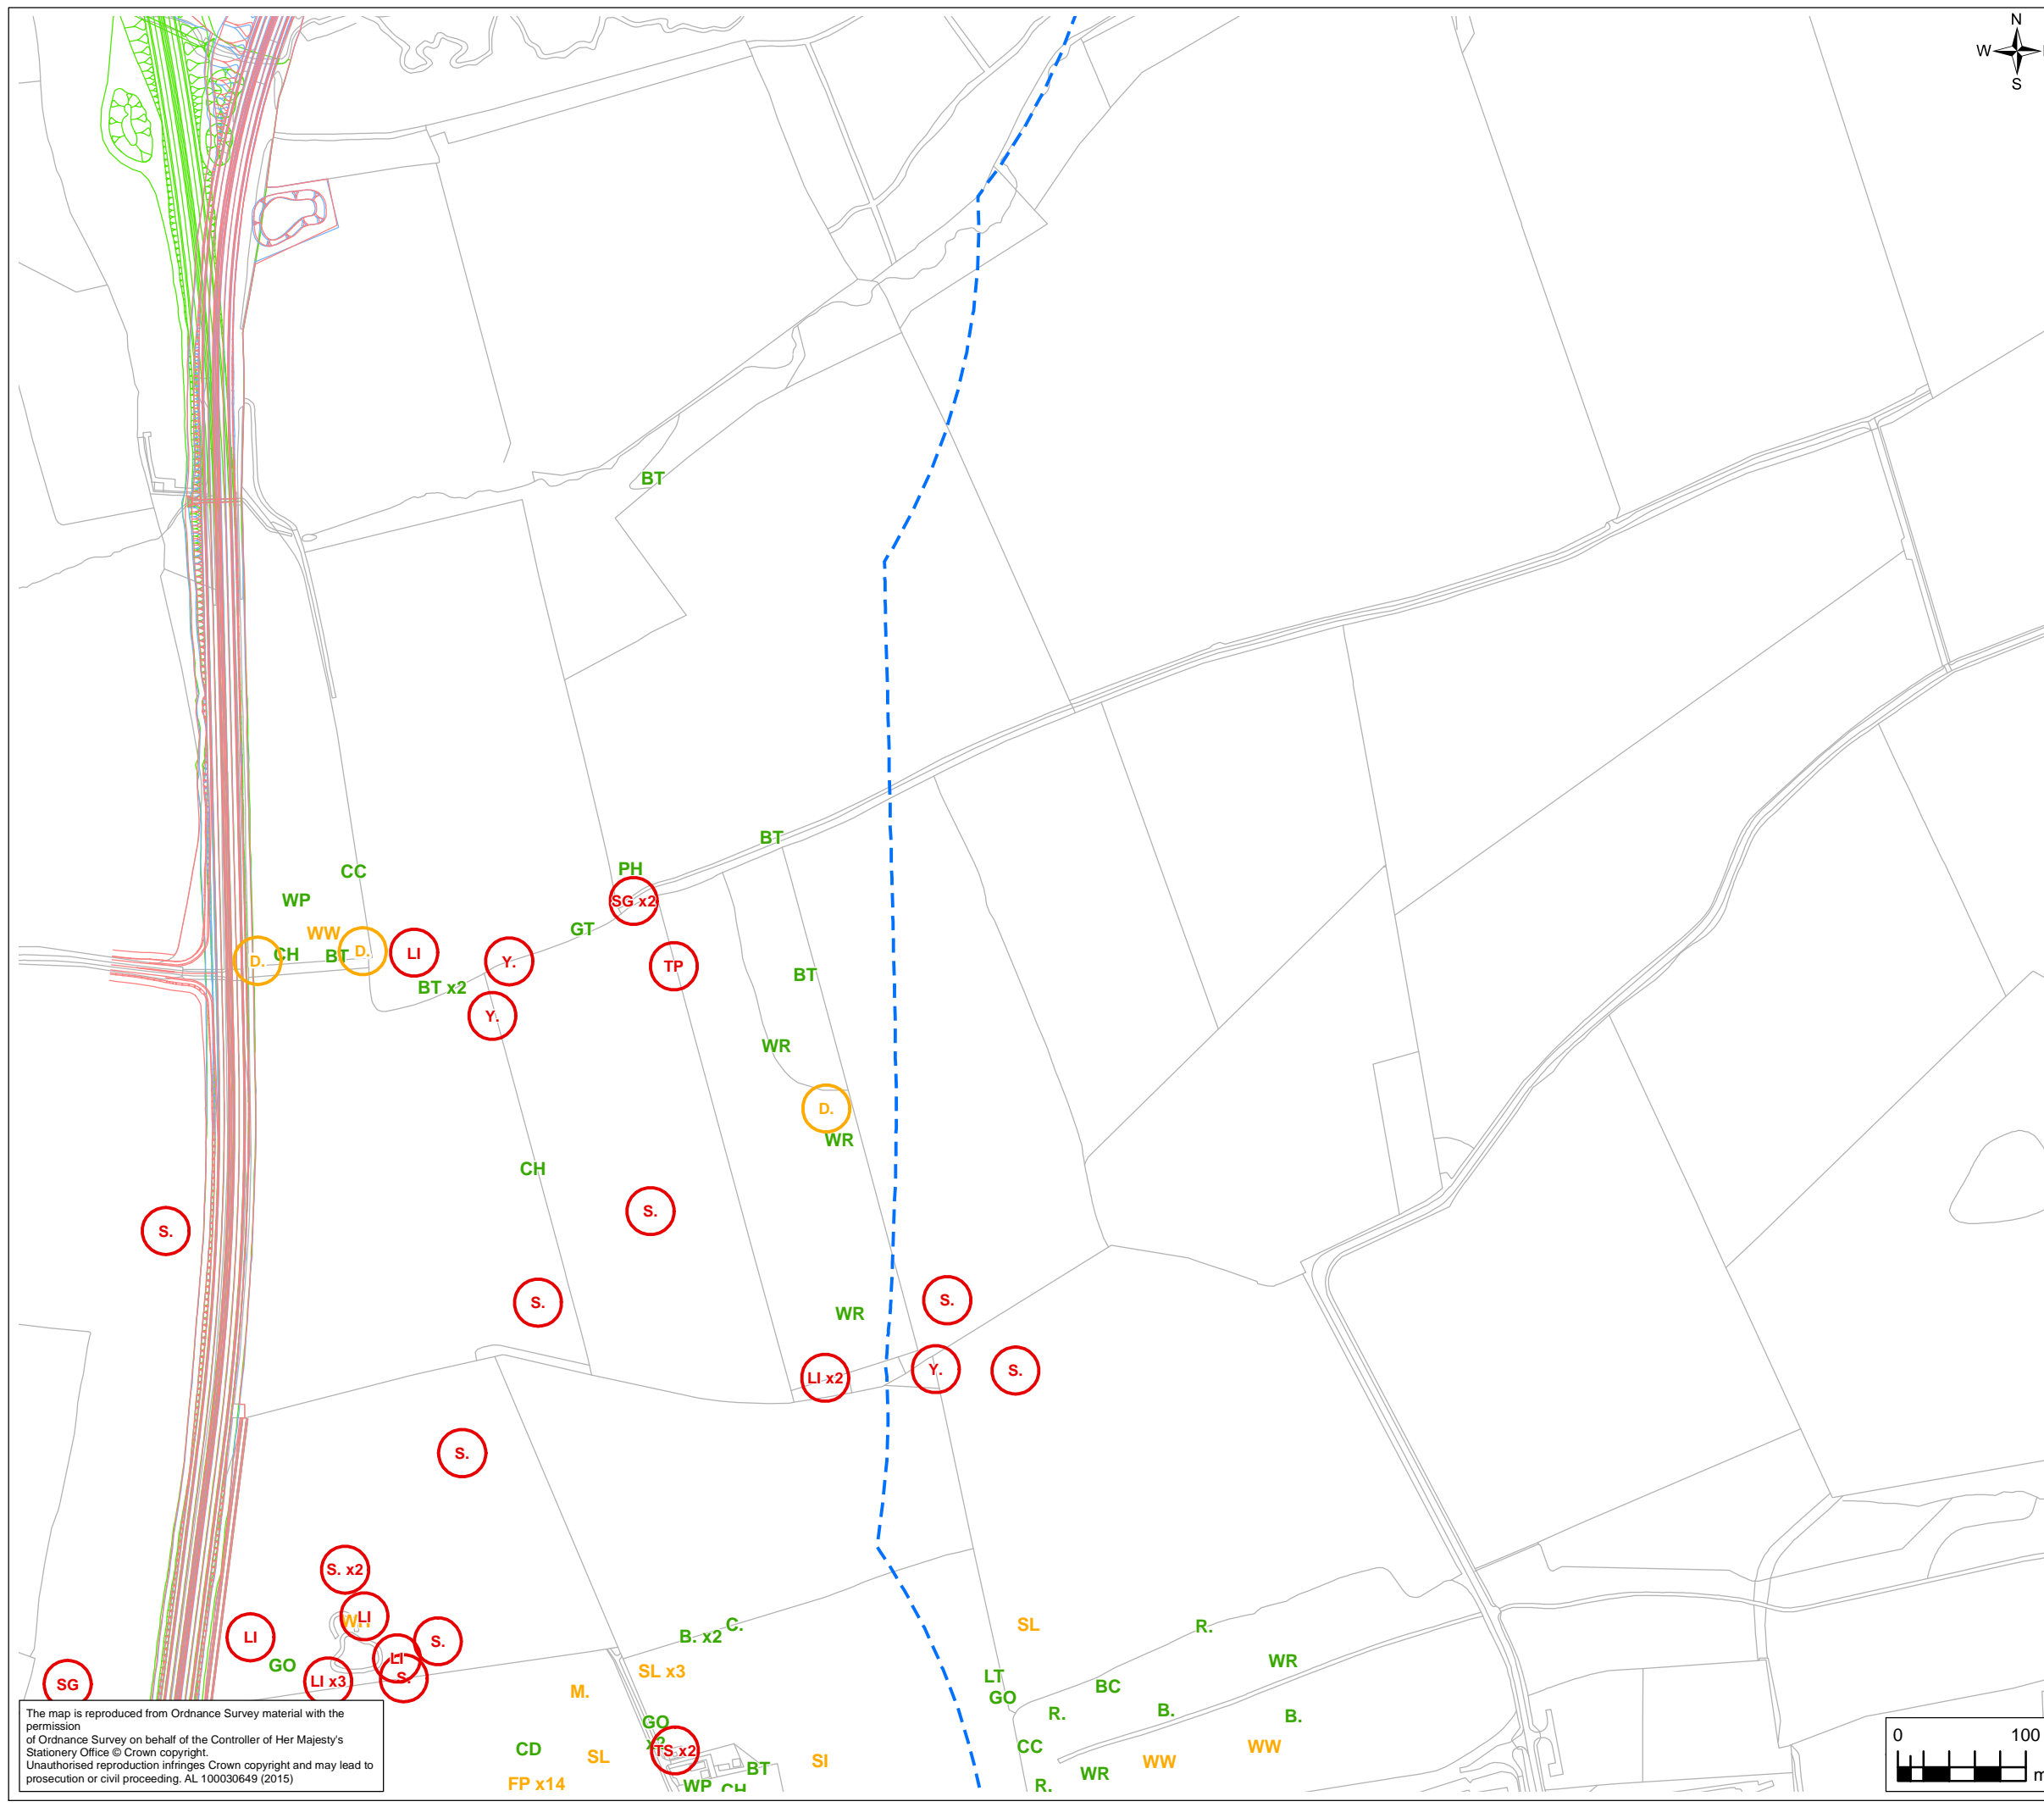 N
W
S
BT
BT
CC
PH
WP
SG x2
GT
WW
D.
CH
BT
D.
LI
Y.
TP
BT
BT x2
Y.
WR
D.
WR
CH
S.
S.
S.
S.
WR
LI x2
Y.
S.
S.
S. x2
LI
LI
S.
SL
C.
B. x2
R.
LI
GO
S.
WR
SL x3
LT
LI x3
SG
M.
GO
BC
R.
B.
B.
The map is reproduced from Ordnance Survey material with the
permission
of Ordnance Survey on behalf of the Controller of Her Majesty's
Stationery Office © Crown copyright.
Unauthorised reproduction infringes Crown copyright and may lead to
prosecution or civil proceeding. AL 100030649 (2015)
GO
x2
TS x2
CD
SL
SI
CC
WW
WW
BT
WR
FP x14
WP
CH
R.
0
100
m